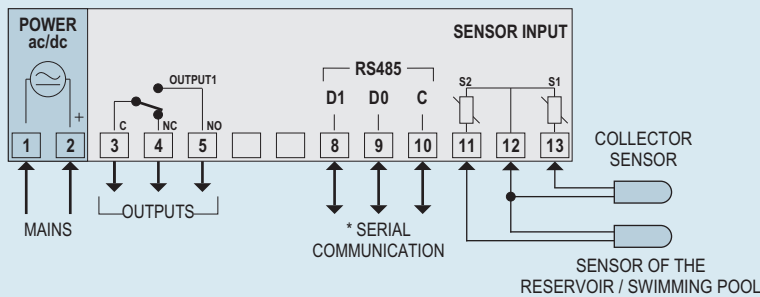 POWER
ac/dc
SENSOR INPUT
+
OUTPUT1
C
NC
NO
RS485
D1
D0
C
S2
S1
1
2
3
4
5
8
9
10
11
12
13
MAINS
OUTPUTS
* SERIAL
COMMUNICATION
COLLECTOR
SENSOR
SENSOR OF THE
RESERVOIR / SWIMMING POOL